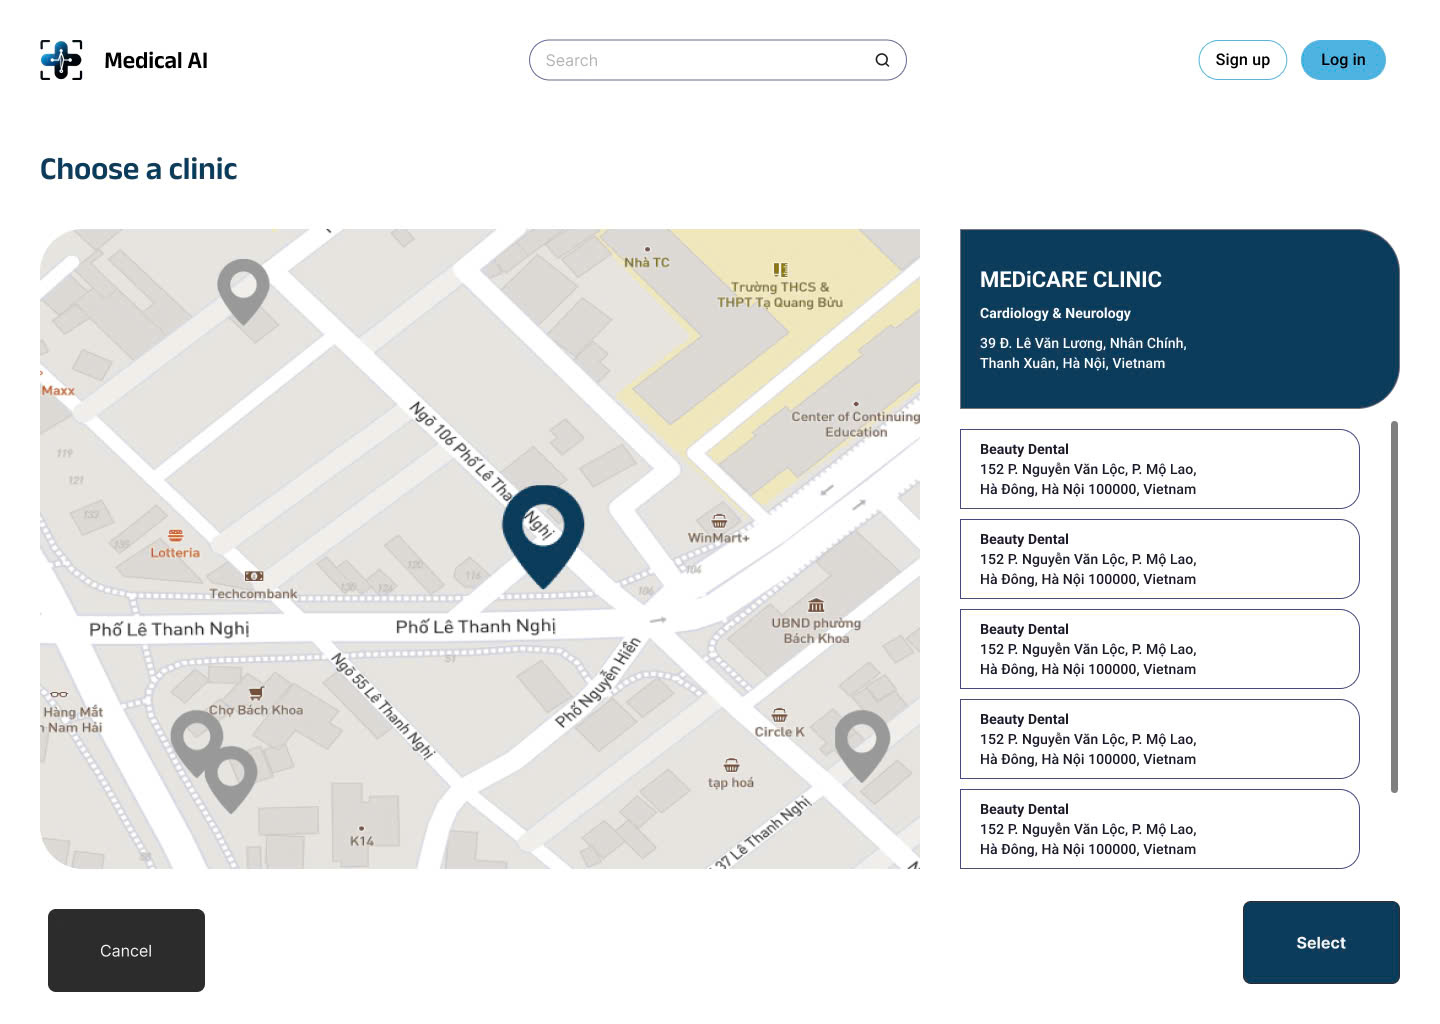 Medical AI
Search
Sign up
Log in
Choose a clinic
Nhà TC
Trường THCS &
THPT Tạ Quang Bửu
Maxx
Ngõ 106 Phố Lê Thanh Nghị
Center of Continuing
Education
119
121
133
135
Lotteria
Techcombank
116
106
104
WinMart+
Phố Lê Thanh Nghị
Phố Lê Thanh Nghị
UBND phường
Bách Khoa
51
Ngõ 55 Lê Thanh Nghị
Phố Nguyễn Hiền
Hàng Mắt
Nam Hải
Chợ Bách Khoa
Circle K
tạp hoá
K14
37 Lê Thanh Nghị
MEDiCARE CLINIC
Cardiology & Neurology
39 Đ. Lê Văn Lương, Nhân Chính,
Thanh Xuân, Hà Nội, Vietnam
Beauty Dental
152 P. Nguyễn Văn Lộc, P. Mộ Lao,
Hà Đông, Hà Nội 100000, Vietnam
Beauty Dental
152 P. Nguyễn Văn Lộc, P. Mộ Lao,
Hà Đông, Hà Nội 100000, Vietnam
Beauty Dental
152 P. Nguyễn Văn Lộc, P. Mộ Lao,
Hà Đông, Hà Nội 100000, Vietnam
Beauty Dental
152 P. Nguyễn Văn Lộc, P. Mộ Lao,
Hà Đông, Hà Nội 100000, Vietnam
Beauty Dental
152 P. Nguyễn Văn Lộc, P. Mộ Lao,
Hà Đông, Hà Nội 100000, Vietnam
Cancel
Select